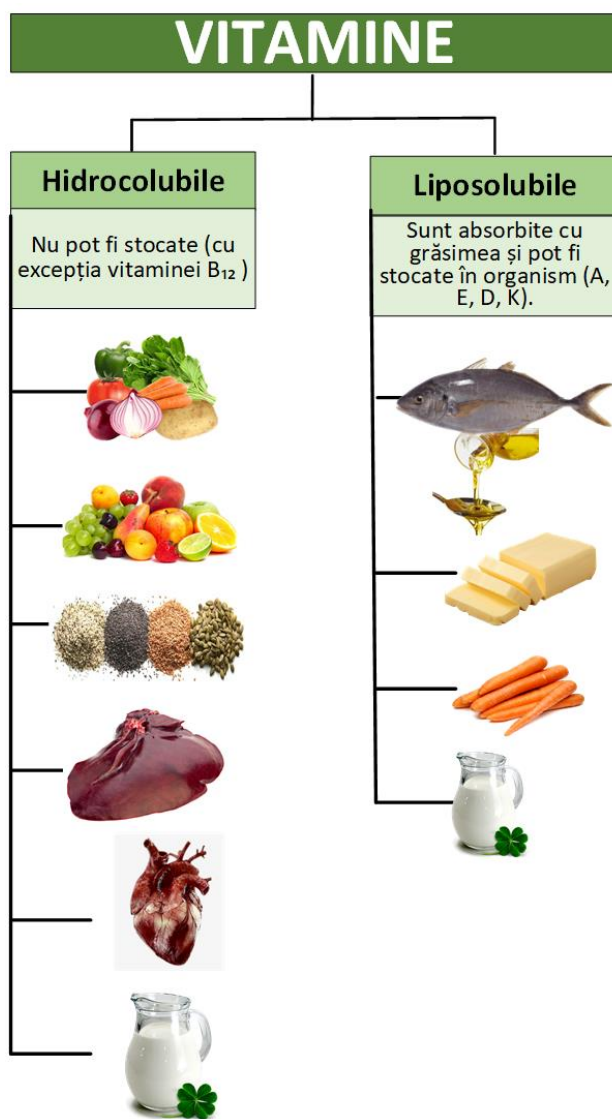 VITAMINE
Hidrocolubile
Nu pot fi stocate (cu
excepția vitaminei B₁₂ )
Liposolubile
Sunt absorbite cu
grăsimea și pot fi
stocate în organism (A,
E, D, K).